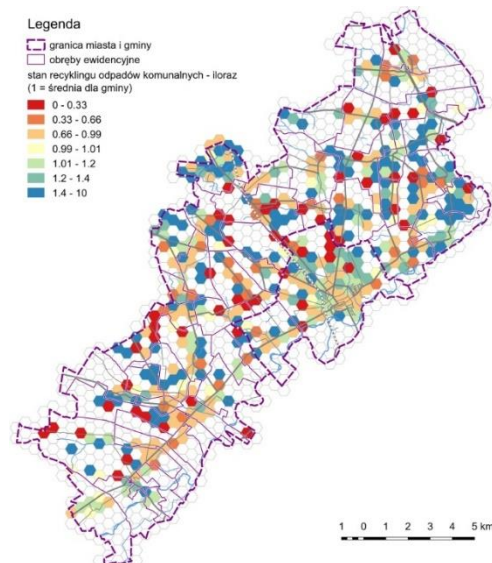 Legenda
granica miasta i gminy
obręby ewidencyjne
stan recyklingu odpadów komunalnych - iloraz
(1 = średnia dla gminy)
0 - 0.33
0.33 - 0.66
0.66 - 0.99
0.99 - 1.01
1.01 - 1.2
1.2 - 1.4
1.4 - 10
1 0 1 2 3 4 5 km